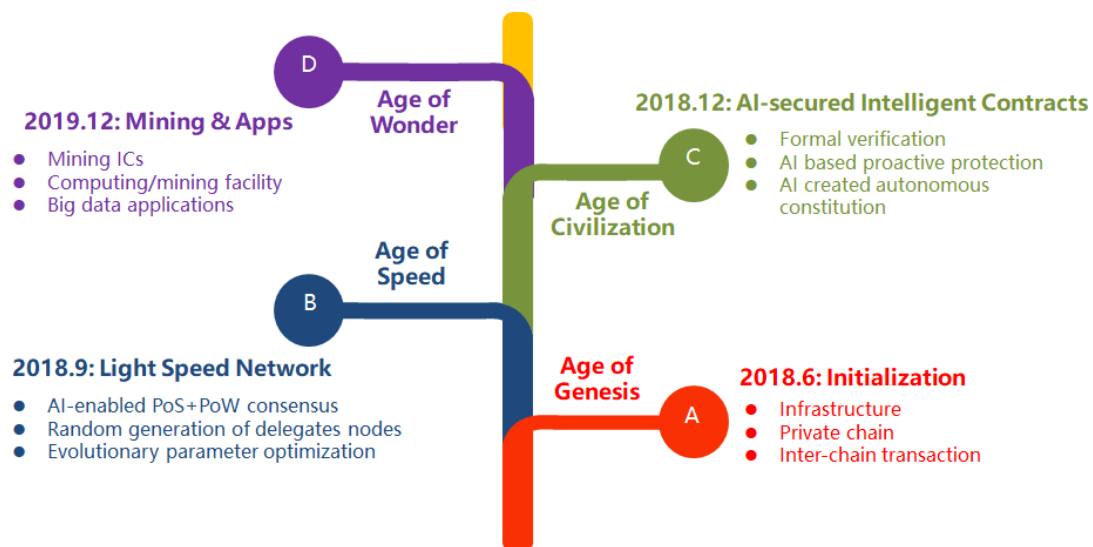 D
Age of
Wonder
2019.12: Mining & Apps
● Mining ICs
● Computing/mining facility
● Big data applications
2018.12: AI-secured Intelligent Contracts
● Formal verification
● AI based proactive protection
● AI created autonomous
constitution
C
Age of
Civilization
Age of
Speed
B
2018.9: Light Speed Network
● AI-enabled PoS+PoW consensus
● Random generation of delegates nodes
● Evolutionary parameter optimization
Age of
Genesis
A
2018.6: Initialization
● Infrastructure
● Private chain
● Inter-chain transaction